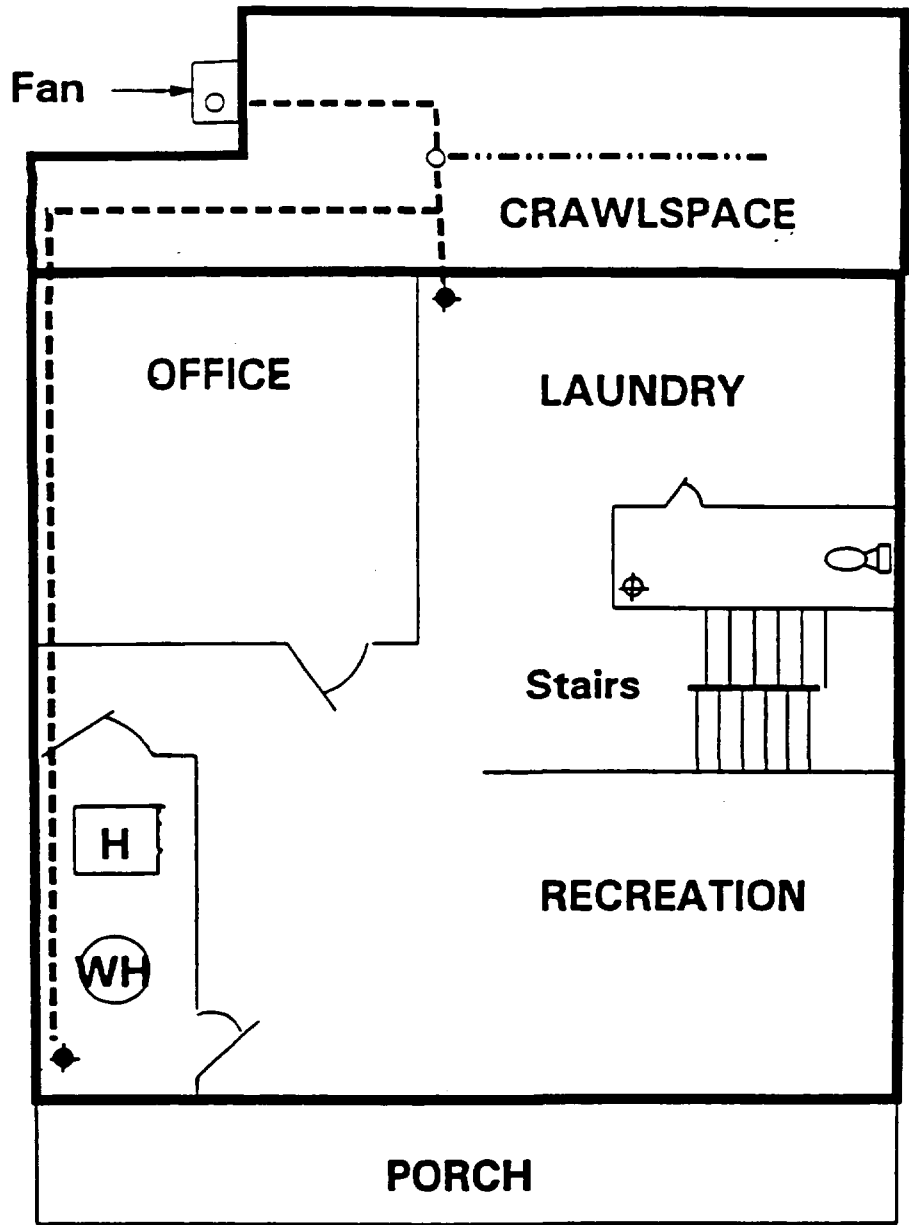 Fan
CRAWLSPACE
OFFICE
LAUNDRY
Stairs
H
RECREATION
WH
PORCH